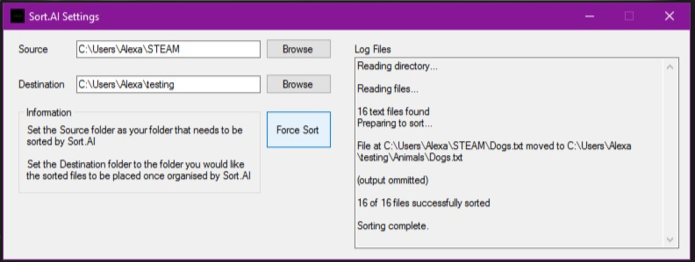 Sort.AI Settings
Source
C:\Users\Alexa\STEAM
Browse
Destination
C:\Users\Alexa\testing
Browse
Information
Set the Source folder as your folder that needs to be
sorted by Sort.AI
Set the Destination folder to the folder you would like
the sorted files to be placed once organised by Sort.AI
Force Sort
Log Files
Reading directory...
Reading files...
16 text files found
Preparing to sort...
File at C:\Users\Alexa\STEAM\Dogs.txt moved to C:\Users\Alexa
\testing\Animals\Dogs.txt
(output ommitted)
16 of 16 files successfully sorted
Sorting complete.